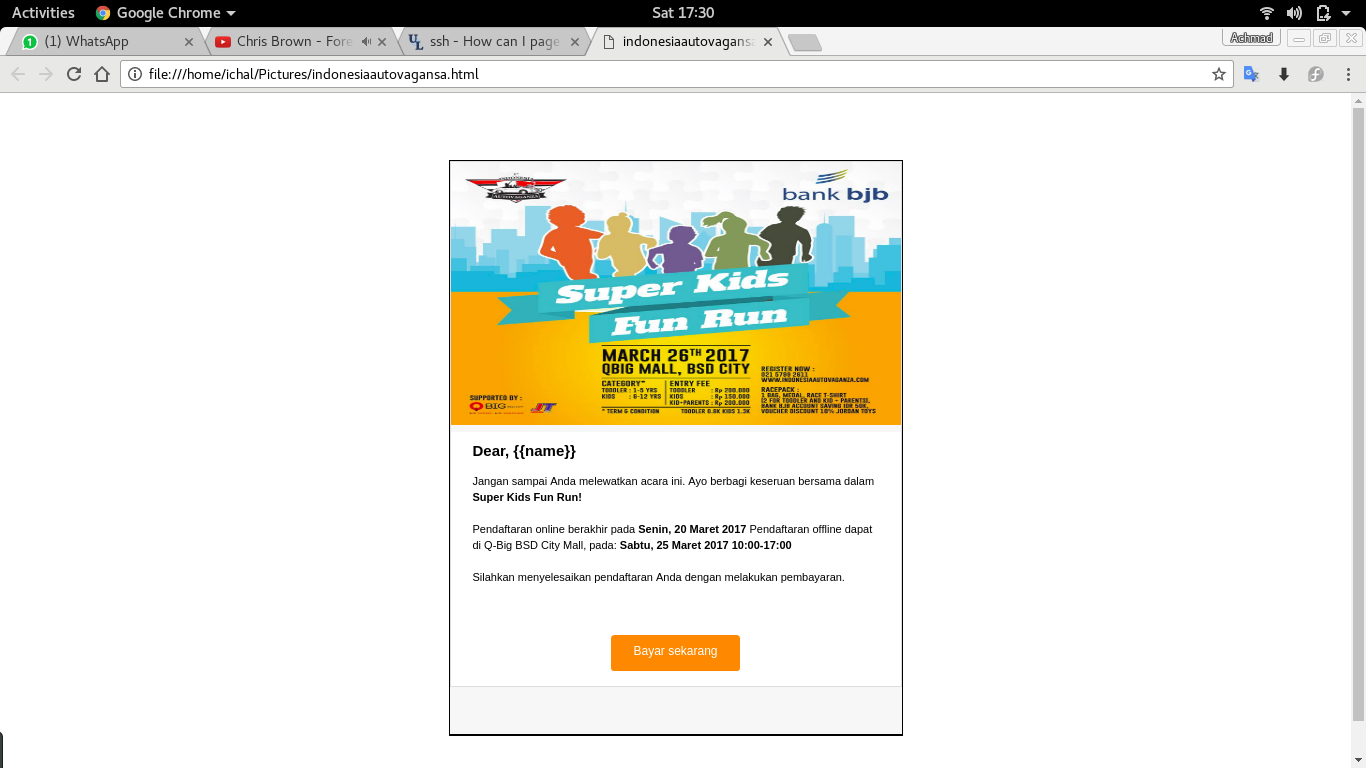 Activities Google Chrome Sat 17:30
(1) WhatsApp Chris Brown - Fore ssh - How can I page indonesiaautovagansa Achmad
file:///home/ichal/Pictures/indonesiaautovagansa.html
INDONESIA
AUTOVAGANSA
bank bjb
Super Kids
Fun Run
MARCH 26TH 2017
QBIG MALL, BSD CITY
CATEGORY*
TODDLER : 1-5 YRS
KIDS : 6-12 YRS
ENTRY FEE
TODDLER : Rp 200.000
KIDS : Rp 150.000
KID+PARENTS : Rp 200.000
* TERM & CONDITION TODDLER 0.8K KIDS 1.3K
REGISTER NOW :
021 5799 2611
WWW.INDONESIAAUTOVAGANZA.COM
RACEPACK :
1 BAG, MEDAL, RACE T-SHIRT
(2 FOR TODDLER AND KID + PARENTS),
BANK BJB ACCOUNT SAVING IDR 50K,
VOUCHER DISCOUNT 10% JORDAN TOYS
SUPPORTED BY :
QBIG
Dear, {{name}}
Jangan sampai Anda melewatkan acara ini. Ayo berbagi keseruan bersama dalam
Super Kids Fun Run!
Pendaftaran online berakhir pada Senin, 20 Maret 2017 Pendaftaran offline dapat
di Q-Big BSD City Mall, pada: Sabtu, 25 Maret 2017 10:00-17:00
Silahkan menyelesaikan pendaftaran Anda dengan melakukan pembayaran.
Bayar sekarang